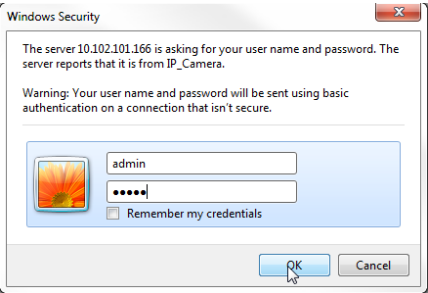 Windows Security
The server 10.102.101.166 is asking for your user name and password. The
server reports that it is from IP_Camera.
Warning: Your user name and password will be sent using basic
authentication on a connection that isn't secure.
admin
•••••
Remember my credentials
OK
Cancel